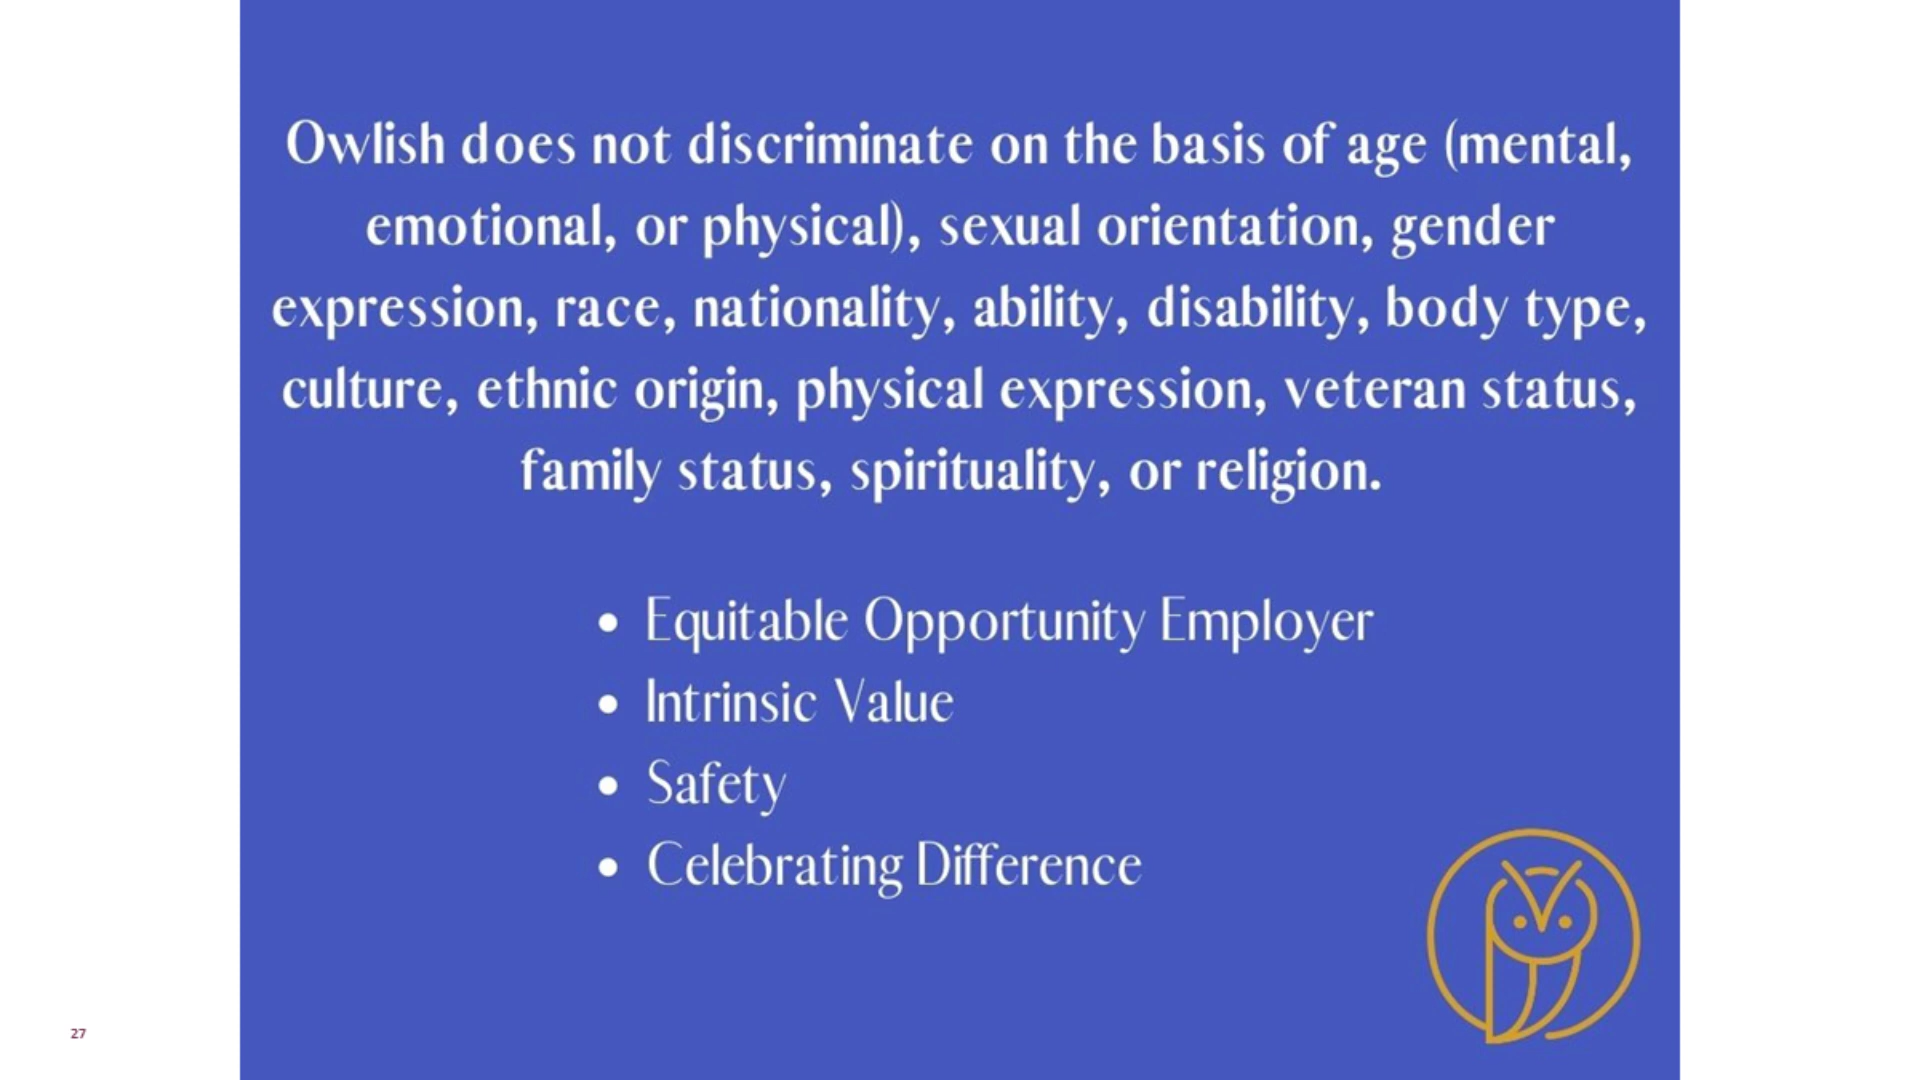 Owlish does not discriminate on the basis of age (mental,
emotional, or physical), sexual orientation, gender
expression, race, nationality, ability, disability, body type,
culture, ethnic origin, physical expression, veteran status,
family status, spirituality, or religion.
• Equitable Opportunity Employer
• Intrinsic Value
• Safety
• Celebrating Difference
27